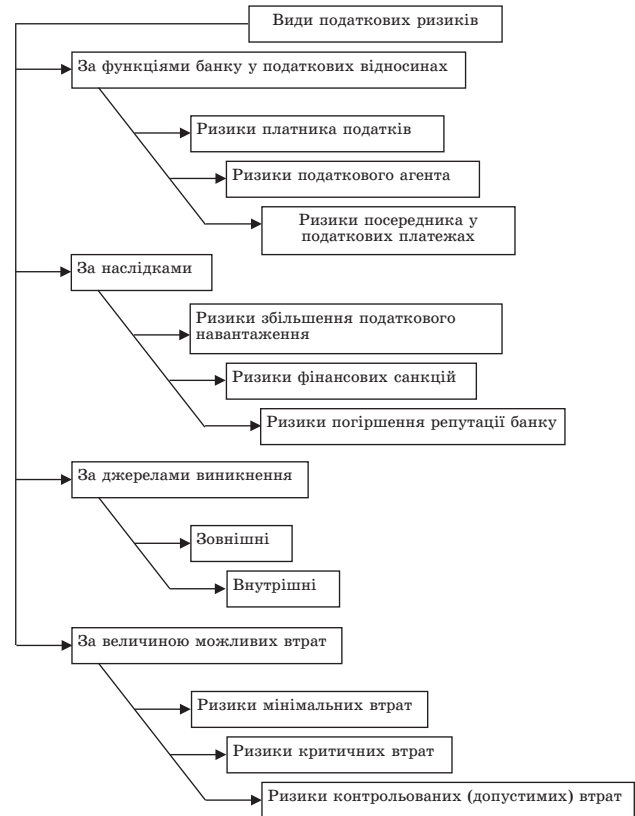 Види податкових ризиків
За функціями банку у податкових відносинах
Ризики платника податків
Ризики податкового агента
Ризики посередника у
податкових платежах
За наслідками
Ризики збільшення податкового
навантаження
Ризики фінансових санкцій
Ризики погіршення репутації банку
За джерелами виникнення
Зовнішні
Внутрішні
За величиною можливих втрат
Ризики мінімальних втрат
Ризики критичних втрат
Ризики контрольованих (допустимих) втрат